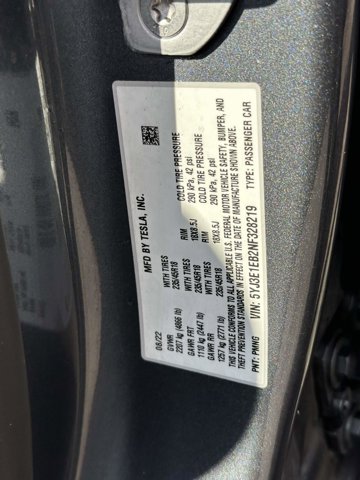 MFD BY TESLA, INC.
08/22
GVWR
2207 kg (4866 lb)
GAWR FRT WITH TIRES RIM COLD TIRE PRESSURE
1110 kg (2447 lb) 235/45R18 18X8.5J 290 kPa, 42 psi
GAWR RR WITH TIRES RIM COLD TIRE PRESSURE
1257 kg (2771 lb) 235/45R18 18X8.5J 290 kPa, 42 psi
THIS VEHICLE CONFORMS TO ALL APPLICABLE U.S. FEDERAL MOTOR VEHICLE SAFETY, BUMPER, AND
THEFT PREVENTION STANDARDS IN EFFECT ON THE DATE OF MANUFACTURE SHOWN ABOVE.
VIN: 5YJ3E1EB2NF328219 TYPE: PASSENGER CAR
PNT: PMNG